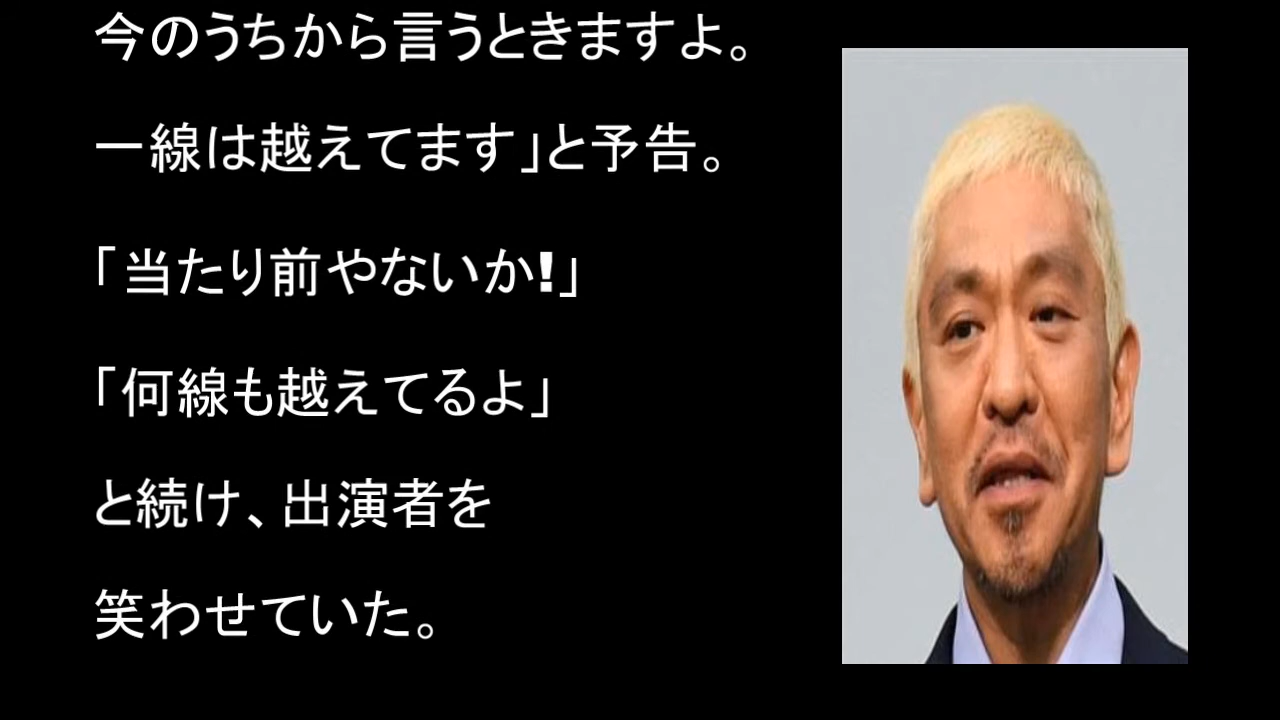 今のうちから言うときますよ。
一線は越えてます」と予告。
「当たり前やないか!」
「何線も越えてるよ」
と続け、出演者を
笑わせていた。